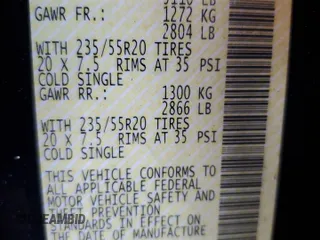 5110 LB
GAWR FR.: 1272 KG
2804 LB
WITH 235/55R20 TIRES
20 X 7.5 RIMS AT 35 PSI
COLD SINGLE
GAWR RR.: 1300 KG
2866 LB
WITH 235/55R20 TIRES
20 X 7.5 RIMS AT 35 PSI
COLD SINGLE
THIS VEHICLE CONFORMS TO
ALL APPLICABLE FEDERAL
MOTOR VEHICLE SAFETY AND
PREVENTION
STANDARDS IN EFFECT ON
THE DATE OF MANUFACTURE